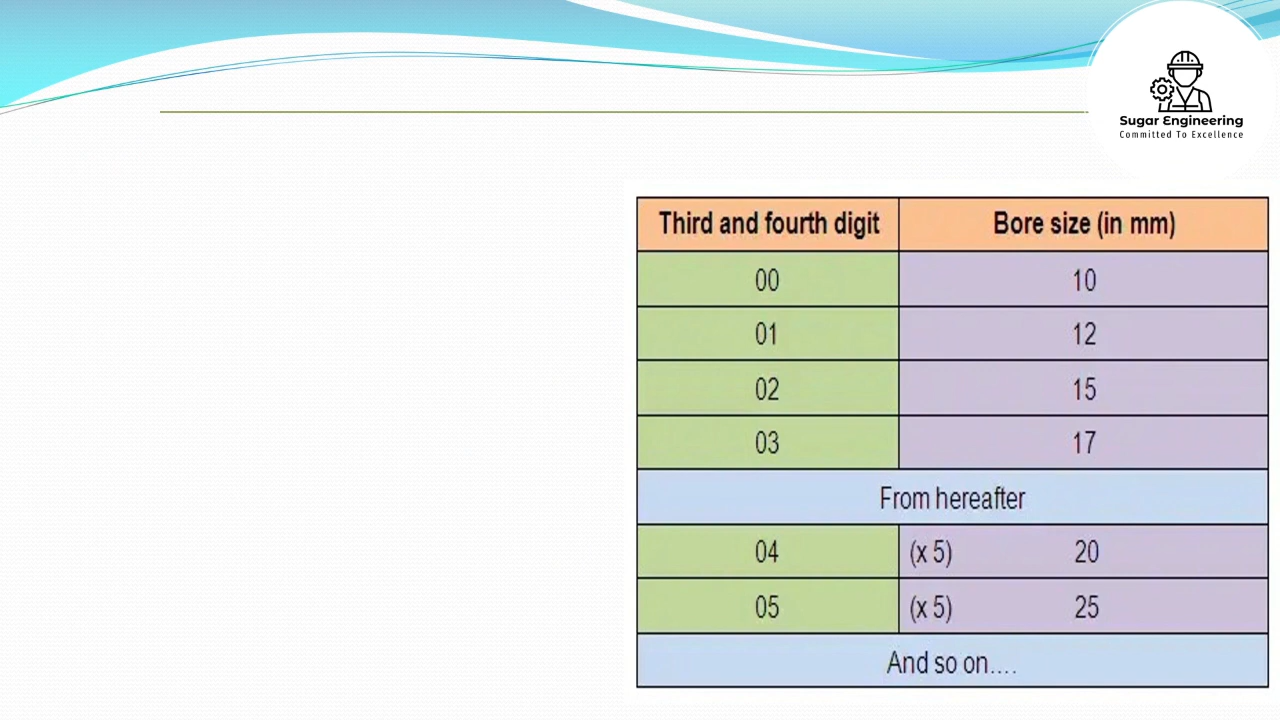 Sugar Engineering
Committed To Excellence
Third and fourth digit Bore size (in mm)
00 10
01 12
02 15
03 17
From hereafter
04 (x 5) 20
05 (x 5) 25
And so on....